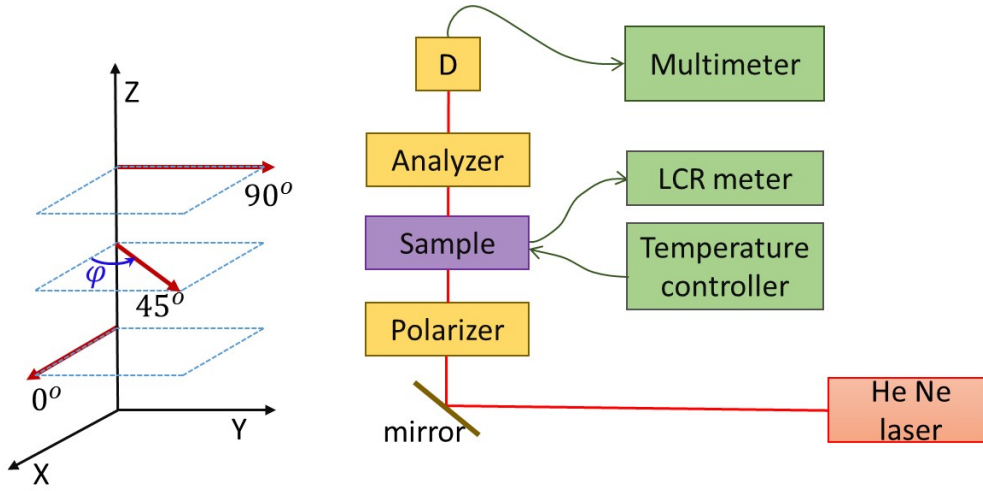 Z
90°
φ
45°
0°
Y
X
D
Multimeter
Analyzer
LCR meter
Sample
Temperature
controller
Polarizer
mirror
He Ne
laser